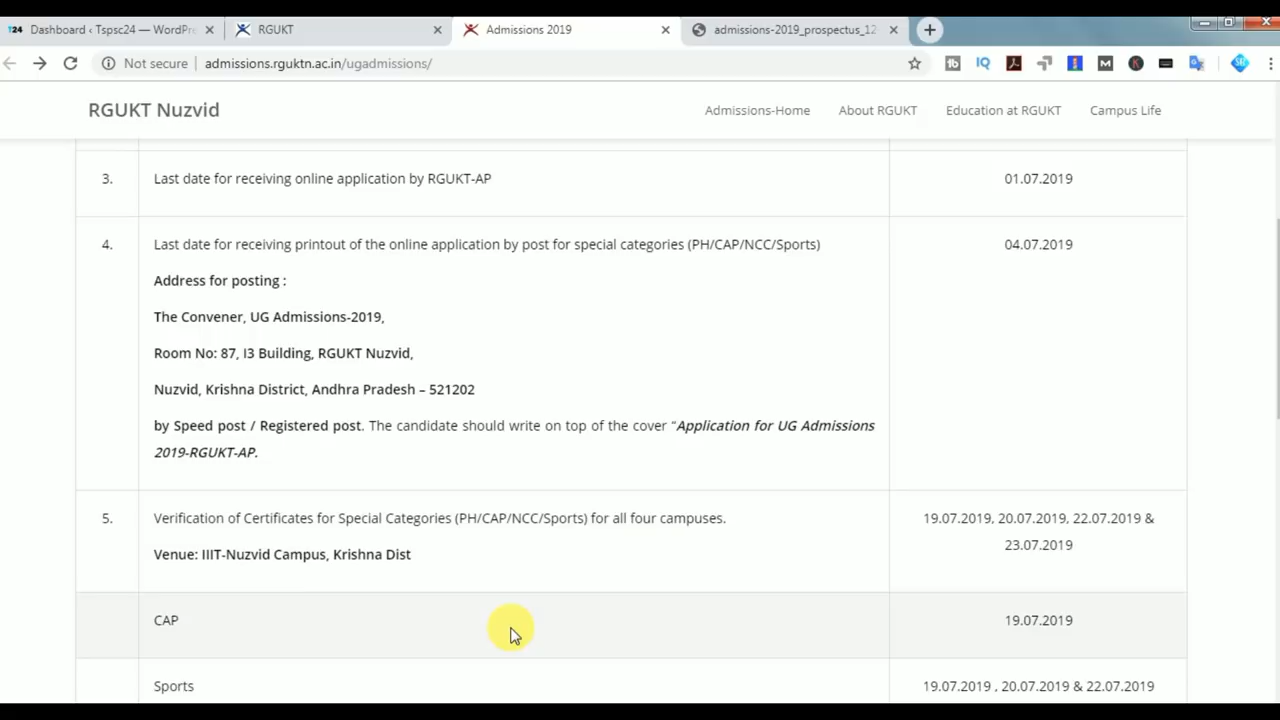 T24 Dashboard ‹ Tspsc24 — WordPre
RGUKT
Admissions 2019
admissions-2019_prospectus_12
Not secure
admissions.rguktn.ac.in/ugadmissions/
RGUKT Nuzvid
Admissions-Home
About RGUKT
Education at RGUKT
Campus Life
3.
Last date for receiving online application by RGUKT-AP
01.07.2019
4.
Last date for receiving printout of the online application by post for special categories (PH/CAP/NCC/Sports)
04.07.2019
Address for posting :
The Convener, UG Admissions-2019,
Room No: 87, I3 Building, RGUKT Nuzvid,
Nuzvid, Krishna District, Andhra Pradesh – 521202
by Speed post / Registered post. The candidate should write on top of the cover “Application for UG Admissions
2019-RGUKT-AP.
5.
Verification of Certificates for Special Categories (PH/CAP/NCC/Sports) for all four campuses.
19.07.2019, 20.07.2019, 22.07.2019 &
23.07.2019
Venue: IIIT-Nuzvid Campus, Krishna Dist
CAP
19.07.2019
Sports
19.07.2019 , 20.07.2019 & 22.07.2019